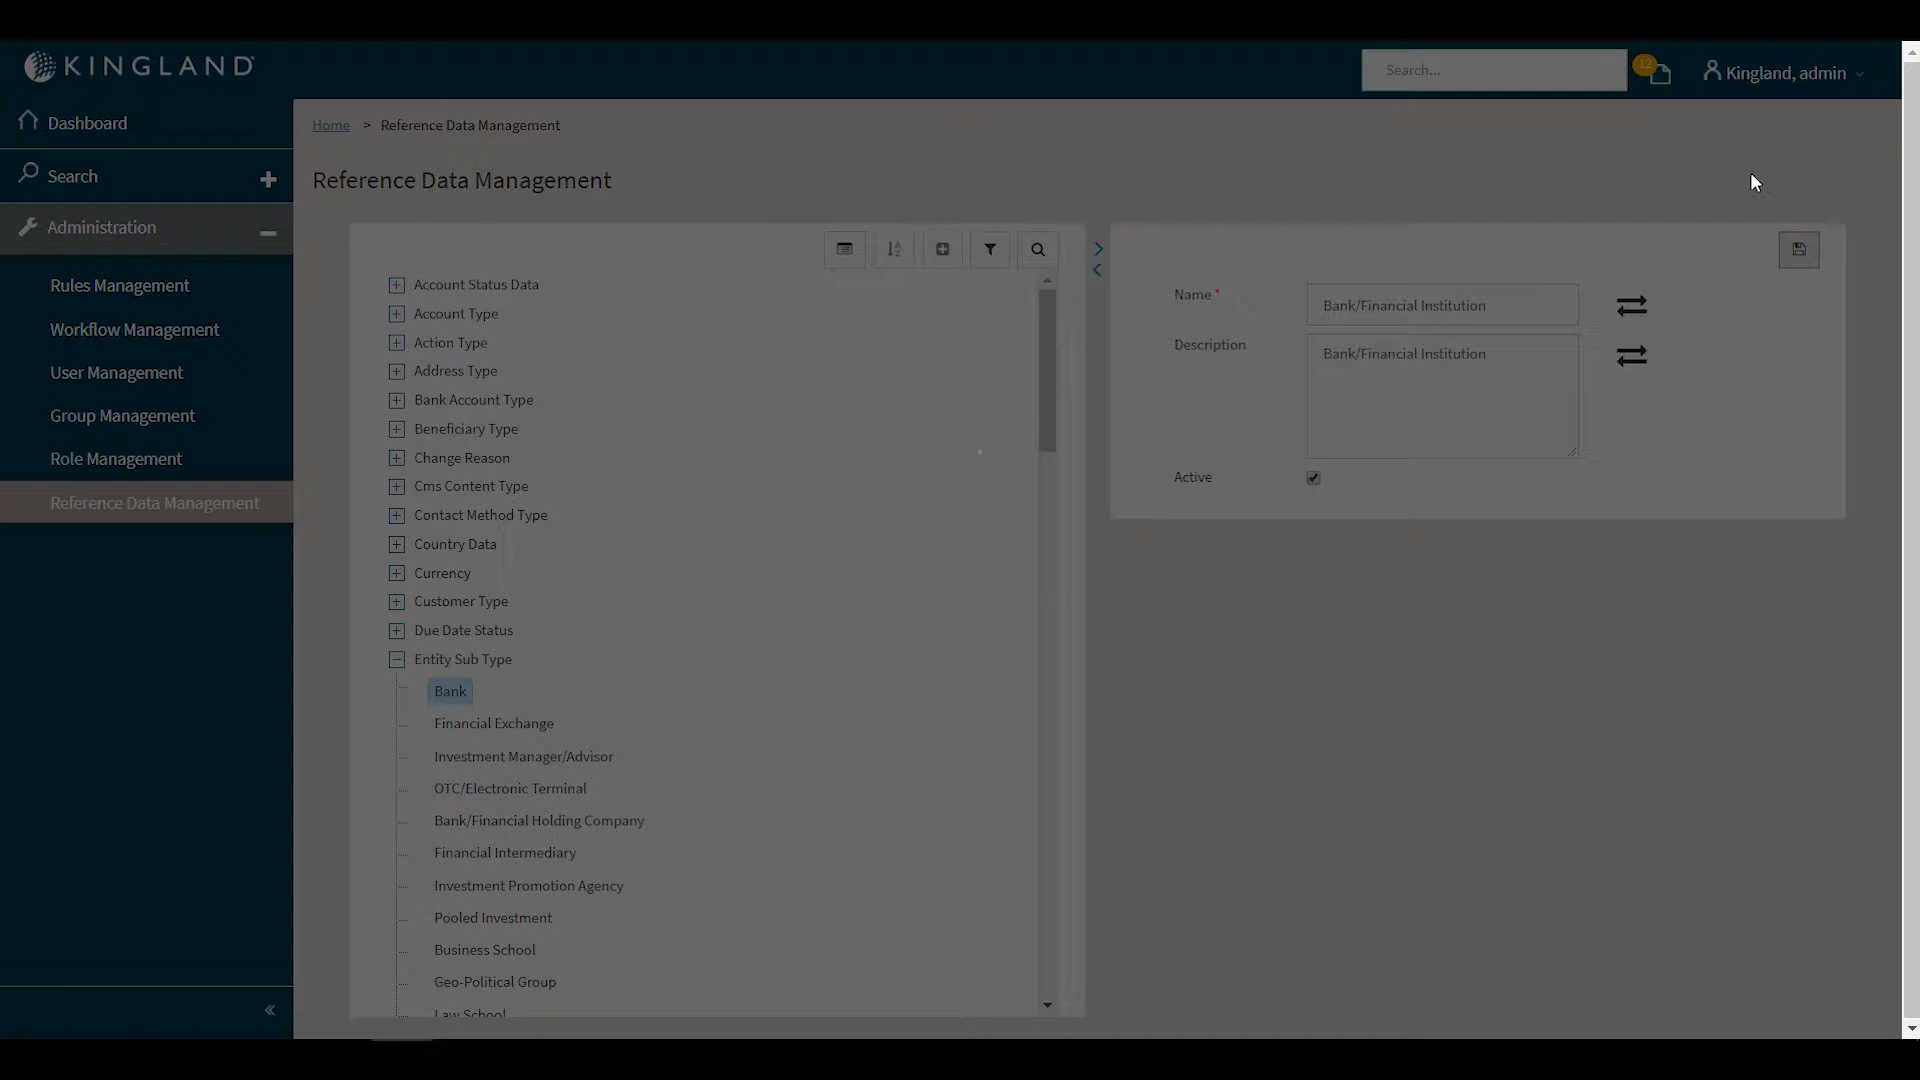 KINGLAND
Search...
12
Kingland, admin
Dashboard
Search
Administration
Rules Management
Workflow Management
User Management
Group Management
Role Management
Reference Data Management
Home > Reference Data Management
Reference Data Management
Account Status Data
Account Type
Action Type
Address Type
Bank Account Type
Beneficiary Type
Change Reason
Cms Content Type
Contact Method Type
Country Data
Currency
Customer Type
Due Date Status
Entity Sub Type
Bank
Financial Exchange
Investment Manager/Advisor
OTC/Electronic Terminal
Bank/Financial Holding Company
Financial Intermediary
Investment Promotion Agency
Pooled Investment
Business School
Geo-Political Group
Law School
Name *
Bank/Financial Institution
Description
Bank/Financial Institution
Active